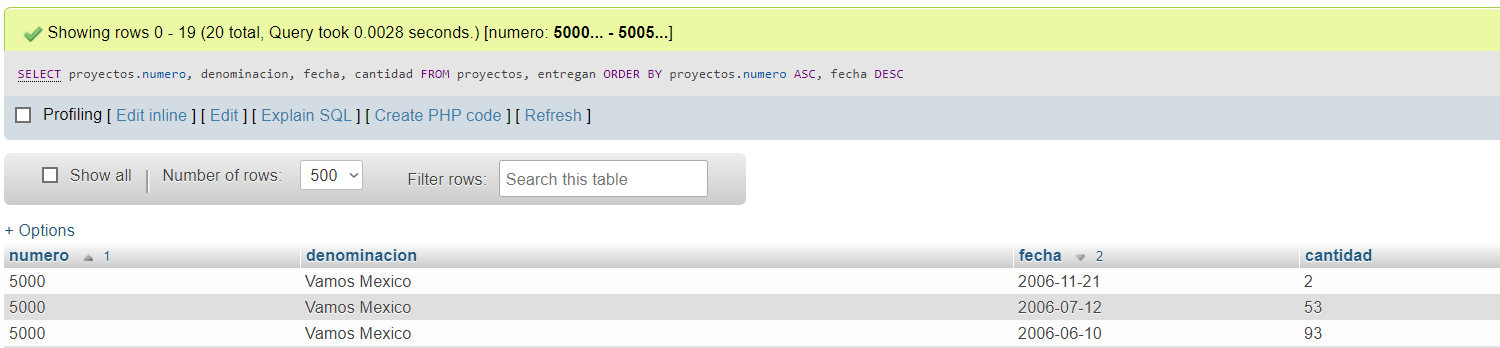 Showing rows 0 - 19 (20 total, Query took 0.0028 seconds.) [numero: 5000... - 5005...]
SELECT proyectos.numero, denominacion, fecha, cantidad FROM proyectos, entregan ORDER BY proyectos.numero ASC, fecha DESC
Profiling [ Edit inline ] [ Edit ] [ Explain SQL ] [ Create PHP code ] [ Refresh ]
Show all | Number of rows: 500 Filter rows: Search this table
+ Options
numero 1 denominacion fecha 2 cantidad
5000 Vamos Mexico 2006-11-21 2
5000 Vamos Mexico 2006-07-12 53
5000 Vamos Mexico 2006-06-10 93